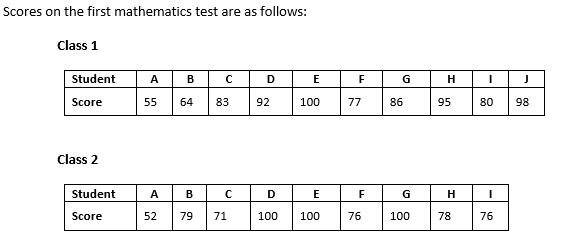 Scores on the first mathematics test are as follows:
Class 1
Student A B C D E F G H I J
Score 55 64 83 92 100 77 86 95 80 98
Class 2
Student A B C D E F G H I
Score 52 79 71 100 100 76 100 78 76